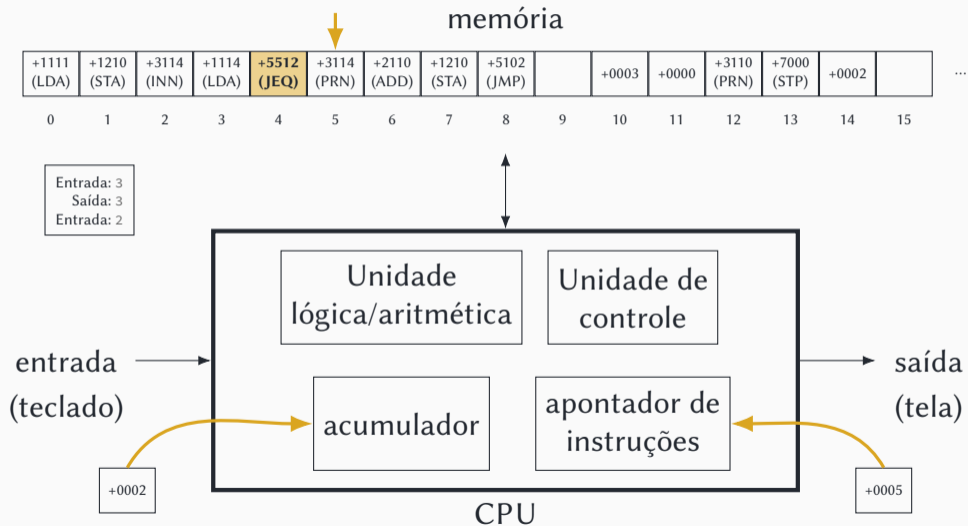 memória
+1111 +1210 +3114 +1114 +5512 +3114 +2110 +1210 +5102 +0003 +0000 +3110 +7000 +0002 ...
(LDA) (STA) (INN) (LDA) (JEQ) (PRN) (ADD) (STA) (JMP) (PRN) (STP)
0 1 2 3 4 5 6 7 8 9 10 11 12 13 14 15
Entrada: 3
Saída: 3
Entrada: 2
Unidade
lógica/aritmética
Unidade de
controle
entrada
(teclado)
saída
(tela)
acumulador
apontador de
instruções
+0002
+0005
CPU